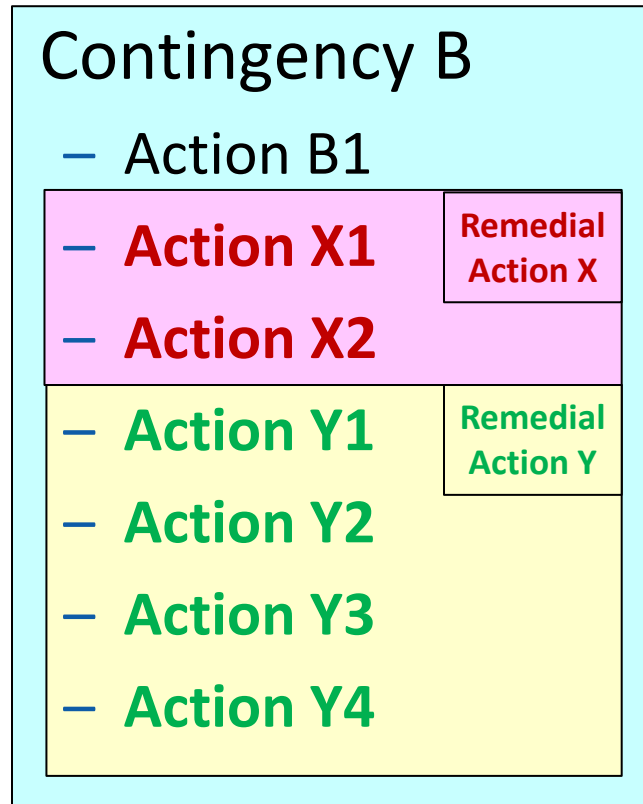 Contingency B
– Action B1
– Action X1
Remedial
Action X
– Action X2
– Action Y1
Remedial
Action Y
– Action Y2
– Action Y3
– Action Y4